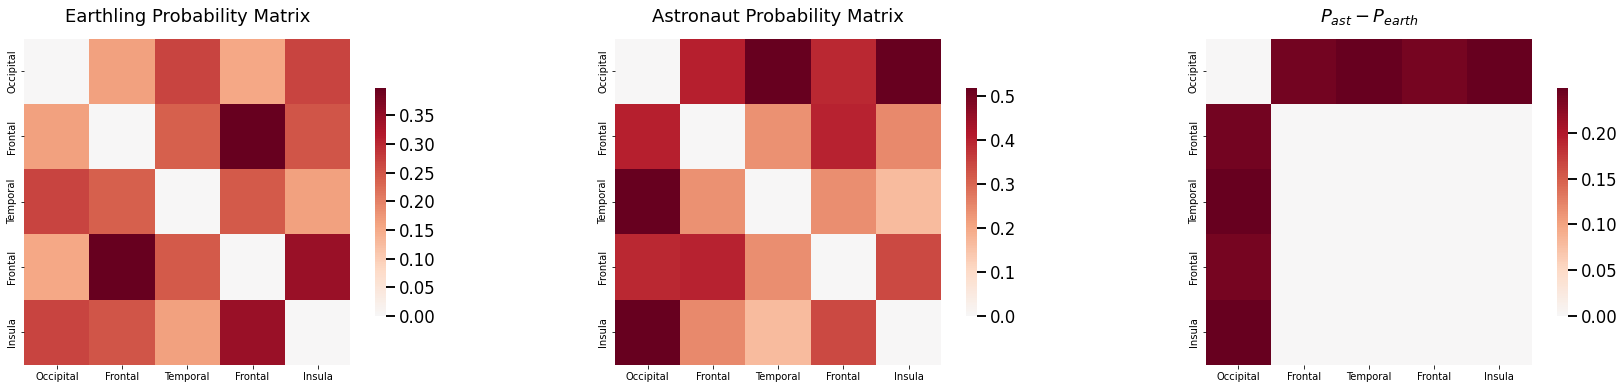 Earthling Probability Matrix
Occipital
Frontal
Temporal
Frontal
Insula
Occipital Frontal Temporal Frontal Insula
0.35
0.30
0.25
0.20
0.15
0.10
0.05
0.00
Astronaut Probability Matrix
Occipital
Frontal
Temporal
Frontal
Insula
Occipital Frontal Temporal Frontal Insula
0.5
0.4
0.3
0.2
0.1
0.0
P_ast − P_earth
Occipital
Frontal
Temporal
Frontal
Insula
Occipital Frontal Temporal Frontal Insula
0.20
0.15
0.10
0.05
0.00